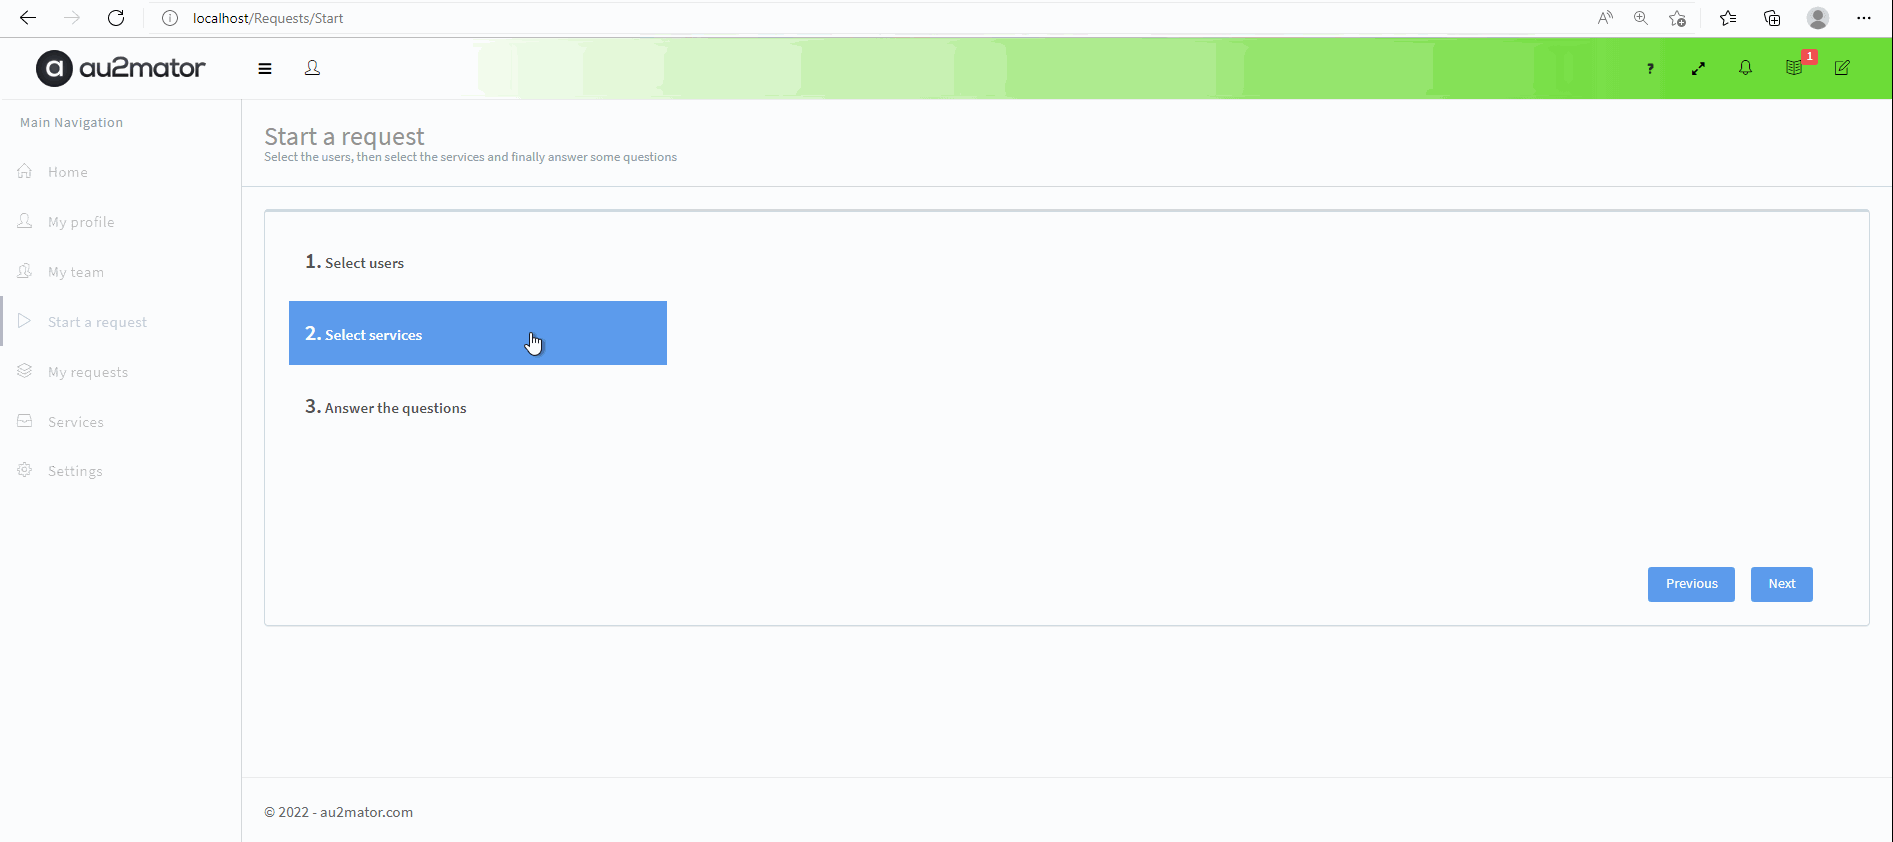 localhost/Requests/Start
a au2mator
?
1
Main Navigation
Home
My profile
My team
Start a request
My requests
Services
Settings
Start a request
Select the users, then select the services and finally answer some questions
1. Select users
2. Select services
3. Answer the questions
Previous
Next
© 2022 - au2mator.com